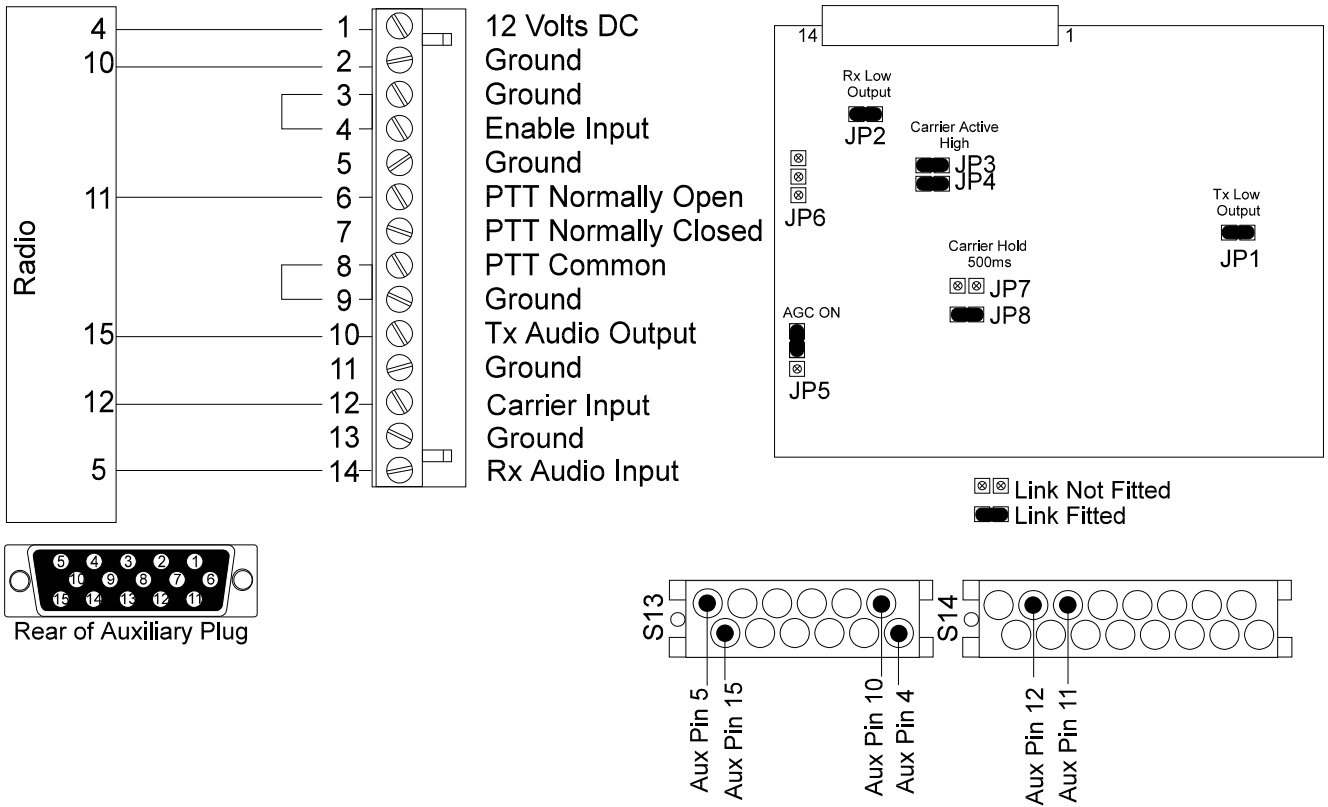 4 1 12 Volts DC
10 2 Ground
3 Ground
4 Enable Input
5 Ground
11 6 PTT Normally Open
7 PTT Normally Closed
8 PTT Common
9 Ground
15 10 Tx Audio Output
11 Ground
12 12 Carrier Input
13 Ground
5 14 Rx Audio Input
Radio
14 1
Rx Low
Output
JP2
Carrier Active
High
JP3
JP4
JP6
Tx Low
Output
JP1
Carrier Hold
500ms
JP7
JP8
AGC ON
JP5
Link Not Fitted
Link Fitted
5 4 3 2 1
10 9 8 7 6
15 14 13 12 11
Rear of Auxiliary Plug
S13
Aux Pin 5
Aux Pin 15
Aux Pin 10
Aux Pin 4
S14
Aux Pin 12
Aux Pin 11